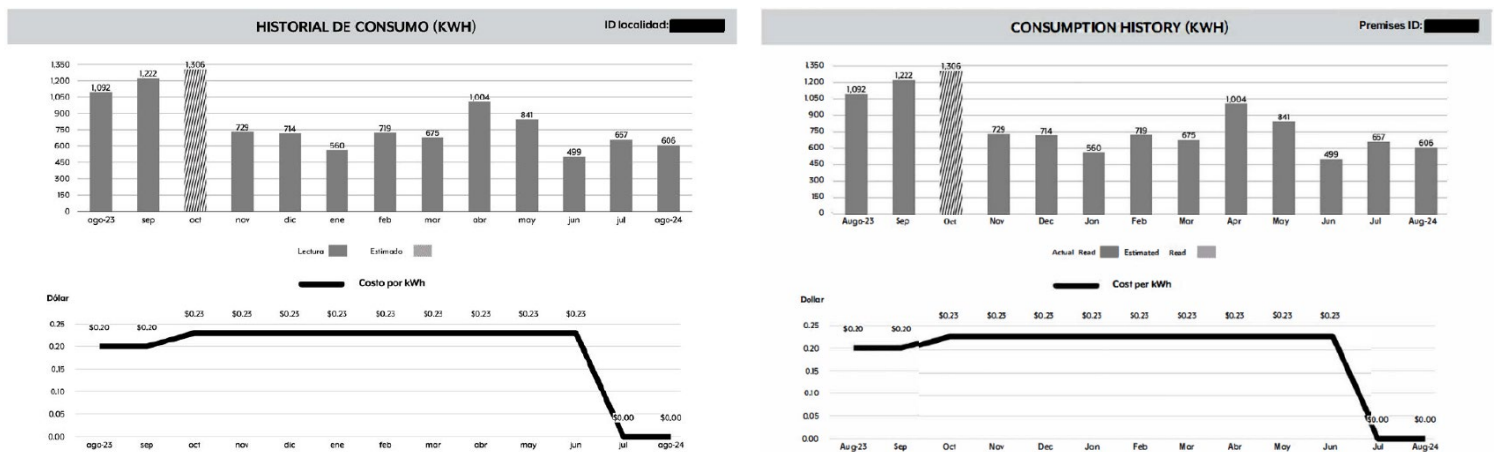 HISTORIAL DE CONSUMO (KWH) ID localidad:
1,350
1,200
1,050
900
750
600
450
300
150
0
1,092 1,222 1,306 729 714 560 719 675 1,004 841 499 657 606
ago-23 sep oct nov dic ene feb mar abr may jun jul ago-24
Lectura Estimado
Costo por kWh
Dólar
0.25
0.20
0.15
0.10
0.05
0.00
$0.20 $0.20 $0.23 $0.23 $0.23 $0.23 $0.23 $0.23 $0.23 $0.23 $0.23 $0.00 $0.00
ago-23 sep oct nov dic ene feb mar abr may jun jul ago-24
CONSUMPTION HISTORY (KWH) Premises ID:
1,350
1,200
1,050
900
750
600
450
300
150
0
1,092 1,222 1,306 729 714 560 719 675 1,004 841 499 657 606
Augo-23 Sep Oct Nov Dec Jan Feb Mar Apr May Jun Jul Aug-24
Actual Read Estimated Read
Cost per kWh
Dollar
0.25
0.20
0.15
0.10
0.05
0.00
$0.20 $0.20 $0.23 $0.23 $0.23 $0.23 $0.23 $0.23 $0.23 $0.23 $0.23 $0.00 $0.00
Aug-23 Sep Oct Nov Dec Jan Feb Mar Abr May Jun Jul Aug-24